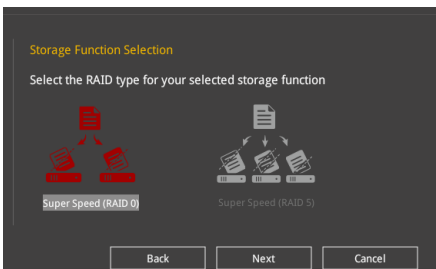 Storage Function Selection
Select the RAID type for your selected storage function
Super Speed (RAID 0)
Super Speed (RAID 5)
Back
Next
Cancel